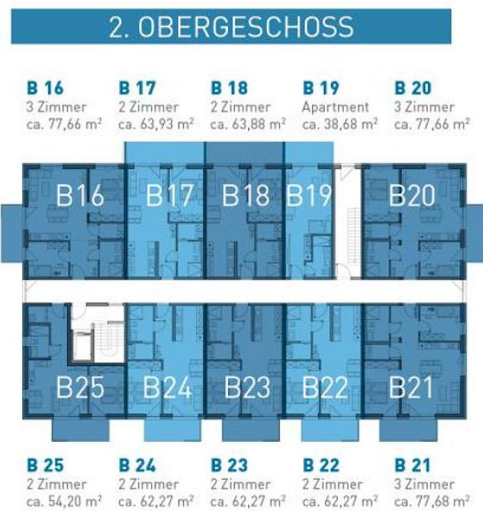 2. OBERGESCHOSS
B 16 B 17 B 18 B 19 B 20
3 Zimmer 2 Zimmer 2 Zimmer Apartment 3 Zimmer
ca. 77,66 m² ca. 63,93 m² ca. 63,88 m² ca. 38,68 m² ca. 77,66 m²
B16 B17 B18 B19 B20
B25 B24 B23 B22 B21
B 25 B 24 B 23 B 22 B 21
2 Zimmer 2 Zimmer 2 Zimmer 2 Zimmer 3 Zimmer
ca. 54,20 m² ca. 62,27 m² ca. 62,27 m² ca. 62,27 m² ca. 77,68 m²